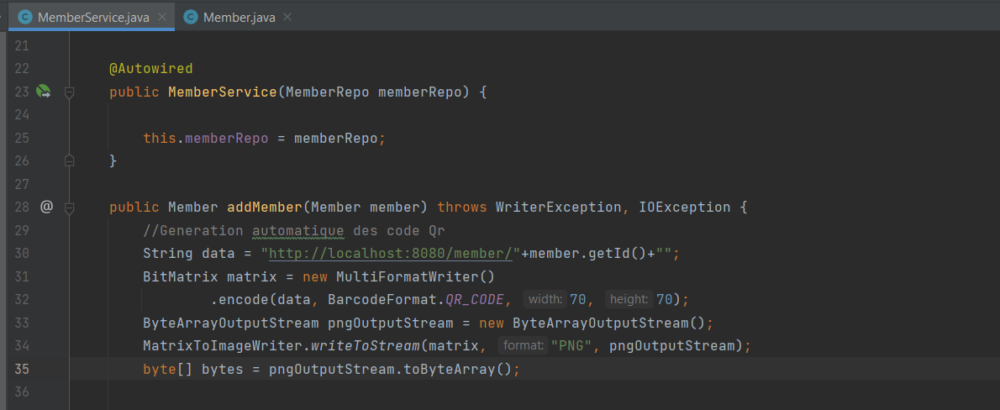 MemberService.java Member.java
21
22 @Autowired
23 public MemberService(MemberRepo memberRepo) {
24
25 this.memberRepo = memberRepo;
26 }
27
28 @ public Member addMember(Member member) throws WriterException, IOException {
29 //Generation automatique des code Qr
30 String data = "http://localhost:8080/member/"+member.getId()+"";
31 BitMatrix matrix = new MultiFormatWriter()
32 .encode(data, BarcodeFormat.QR_CODE, width: 70, height: 70);
33 ByteArrayOutputStream pngOutputStream = new ByteArrayOutputStream();
34 MatrixToImageWriter.writeToStream(matrix, format: "PNG", pngOutputStream);
35 byte[] bytes = pngOutputStream.toByteArray();
36